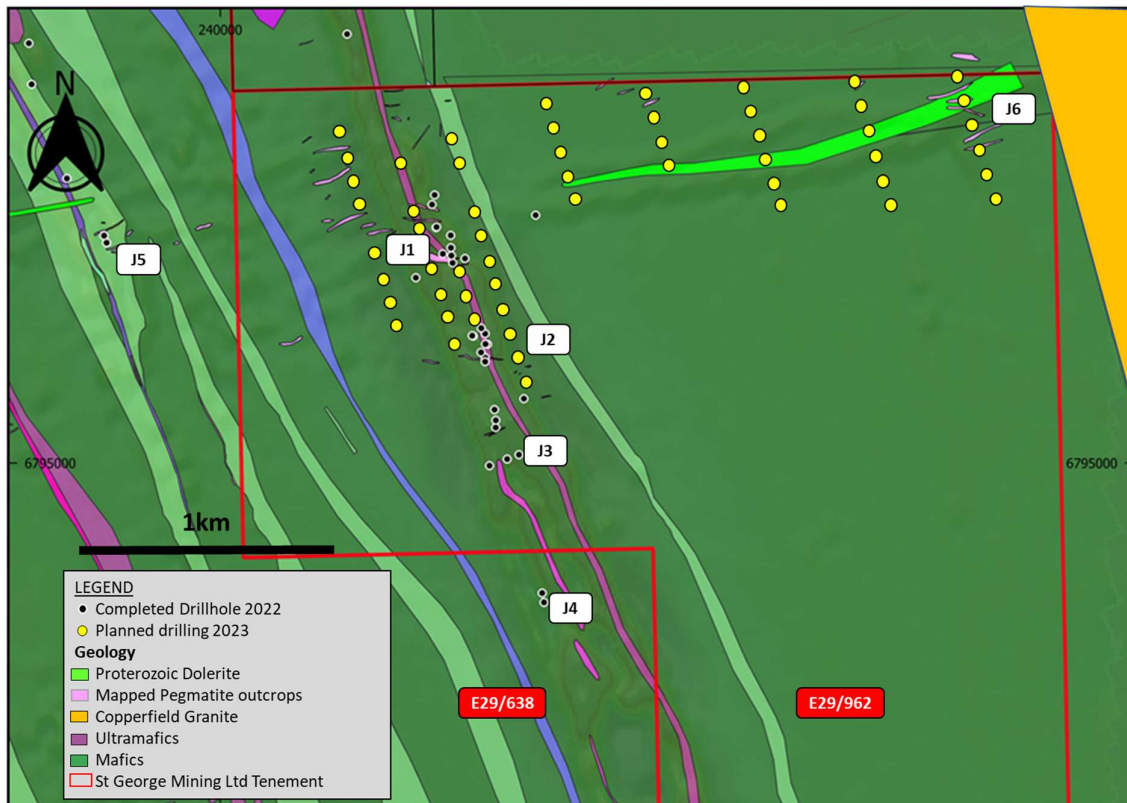 240000
N
J6
J5
J1
J2
6795000
6795000
J3
1km
J4
LEGEND
Completed Drillhole 2022
Planned drilling 2023
Geology
Proterozoic Dolerite
Mapped Pegmatite outcrops
Copperfield Granite
Ultramafics
Mafics
St George Mining Ltd Tenement
E29/638
E29/962